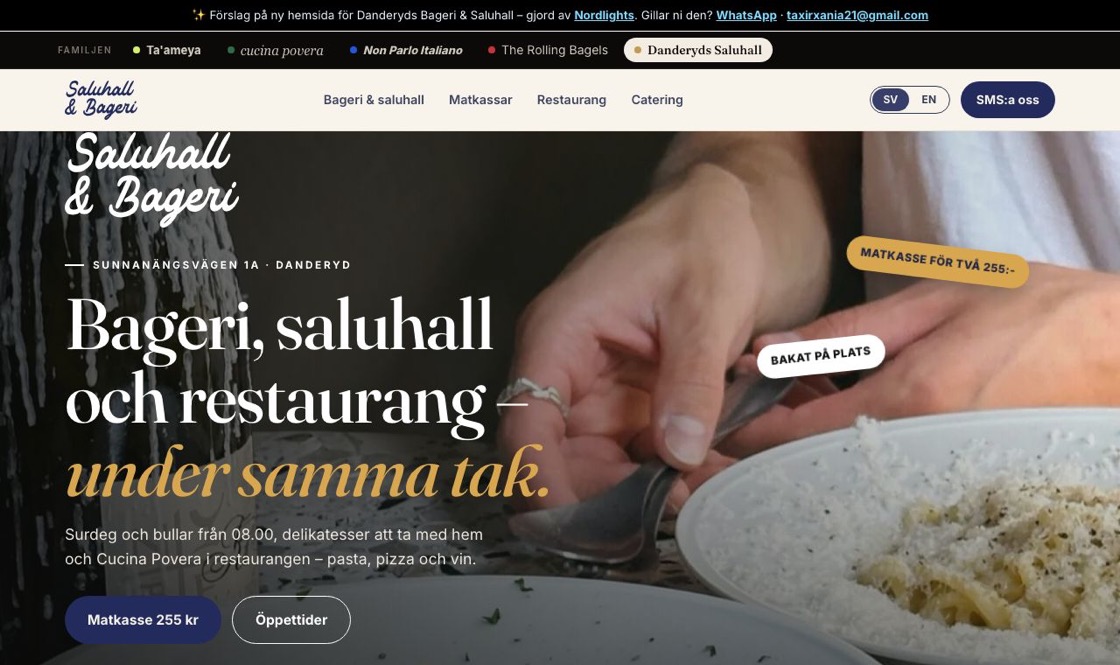 ✨ Förslag på ny hemsida för Danderyds Bageri & Saluhall – gjord av Nordlights. Gillar ni den? WhatsApp · taxirxania21@gmail.com
FAMILJEN Ta'ameya cucina povera Non Parlo Italiano The Rolling Bagels Danderyds Saluhall
Saluhall
& Bageri
Bageri & saluhall Matkassar Restaurang Catering SV EN SMS:a oss
Saluhall
& Bageri
SUNNANÄNGSVÄGEN 1A · DANDERYD
MATKASSE FÖR TVÅ 255:-
BAKAT PÅ PLATS
Bageri, saluhall
och restaurang –
under samma tak.
Surdeg och bullar från 08.00, delikatesser att ta med hem
och Cucina Povera i restaurangen – pasta, pizza och vin.
Matkasse 255 kr Öppettider